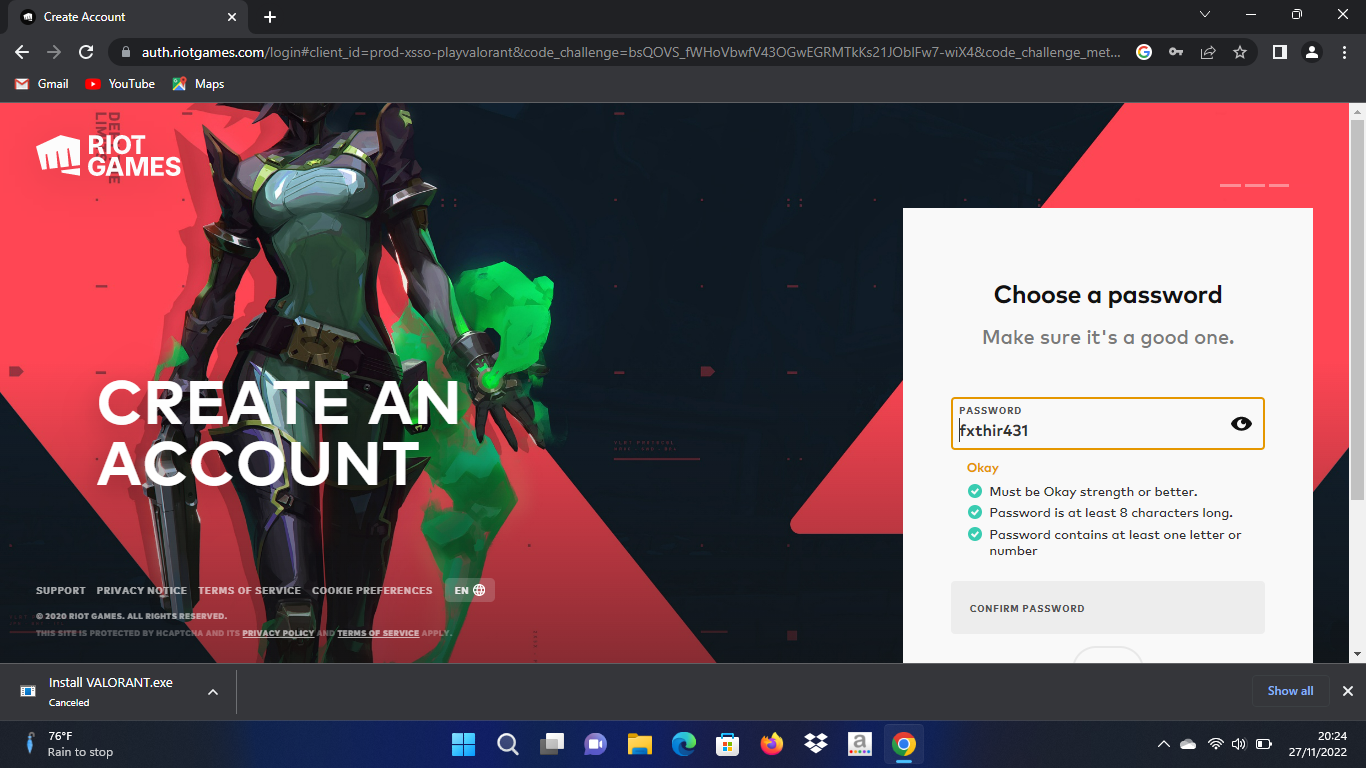 Create Account
auth.riotgames.com/login#client_id=prod-xsso-playvalorant&code_challenge=bsQOVS_fWHoVbwfV43OGwEGRMTkKs21JOblFw7-wiX4&code_challenge_met...
Gmail
YouTube
Maps
RIOT
GAMES
CREATE AN
ACCOUNT
Choose a password
Make sure it's a good one.
PASSWORD
fxthir431
Okay
Must be Okay strength or better.
Password is at least 8 characters long.
Password contains at least one letter or
number
CONFIRM PASSWORD
SUPPORT PRIVACY NOTICE TERMS OF SERVICE COOKIE PREFERENCES EN
© 2020 RIOT GAMES. ALL RIGHTS RESERVED.
THIS SITE IS PROTECTED BY HCAPTCHA AND ITS PRIVACY POLICY AND TERMS OF SERVICE APPLY.
Install VALORANT.exe
Canceled
Show all
76°F
Rain to stop
a
20:24
27/11/2022